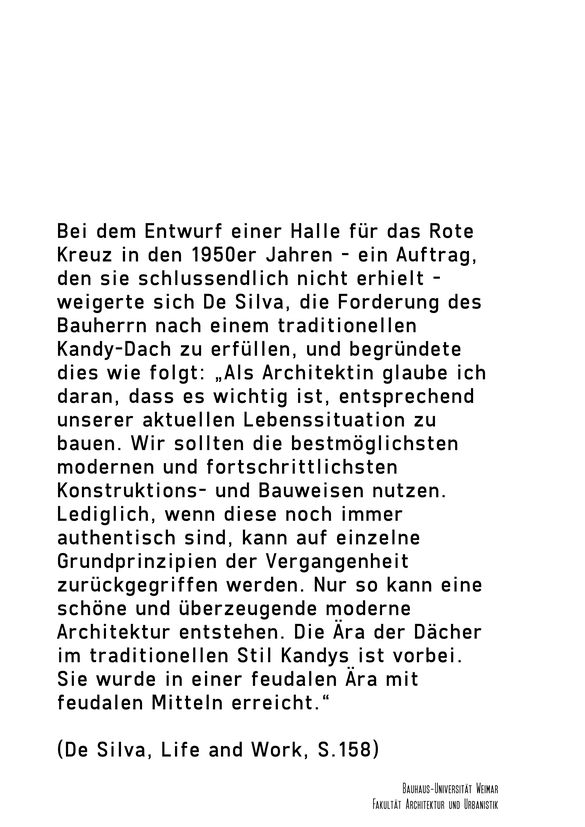 Bei dem Entwurf einer Halle für das Rote
Kreuz in den 1950er Jahren - ein Auftrag,
den sie schlussendlich nicht erhielt -
weigerte sich De Silva, die Forderung des
Bauherrn nach einem traditionellen
Kandy-Dach zu erfüllen, und begründete
dies wie folgt: „Als Architektin glaube ich
daran, dass es wichtig ist, entsprechend
unserer aktuellen Lebenssituation zu
bauen. Wir sollten die bestmöglichsten
modernen und fortschrittlichsten
Konstruktions- und Bauweisen nutzen.
Lediglich, wenn diese noch immer
authentisch sind, kann auf einzelne
Grundprinzipien der Vergangenheit
zurückgegriffen werden. Nur so kann eine
schöne und überzeugende moderne
Architektur entstehen. Die Ära der Dächer
im traditionellen Stil Kandys ist vorbei.
Sie wurde in einer feudalen Ära mit
feudalen Mitteln erreicht.“
(De Silva, Life and Work, S.158)
Bauhaus-Universität Weimar
Fakultät Architektur und Urbanistik